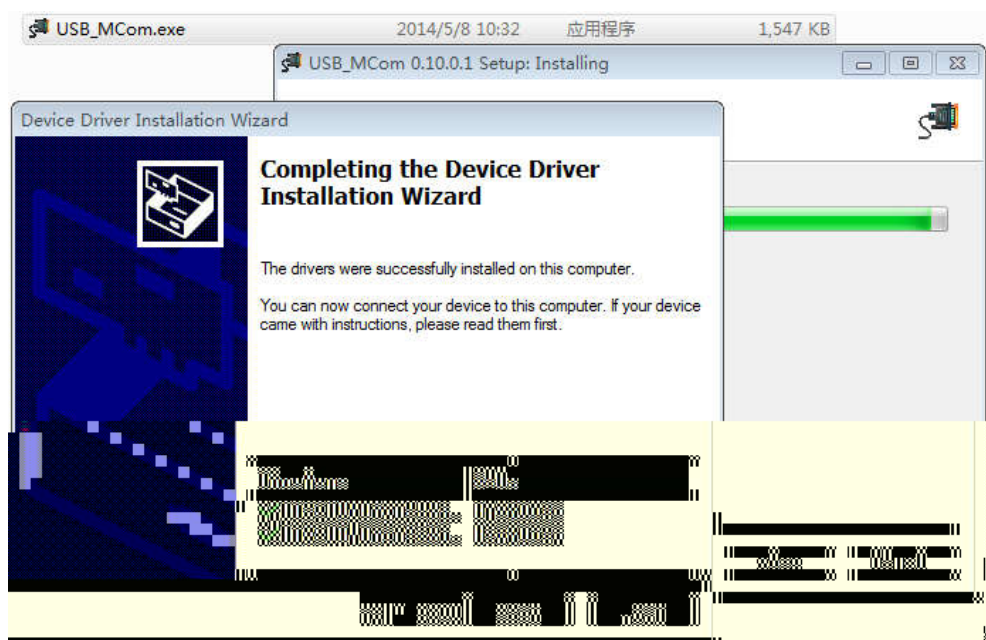 USB_MCom.exe 2014/5/8 10:32 应用程序 1,547 KB
USB_MCom 0.10.0.1 Setup: Installing
Device Driver Installation Wizard
Completing the Device Driver
Installation Wizard
The drivers were successfully installed on this computer.
You can now connect your device to this computer. If your device
came with instructions, please read them first.